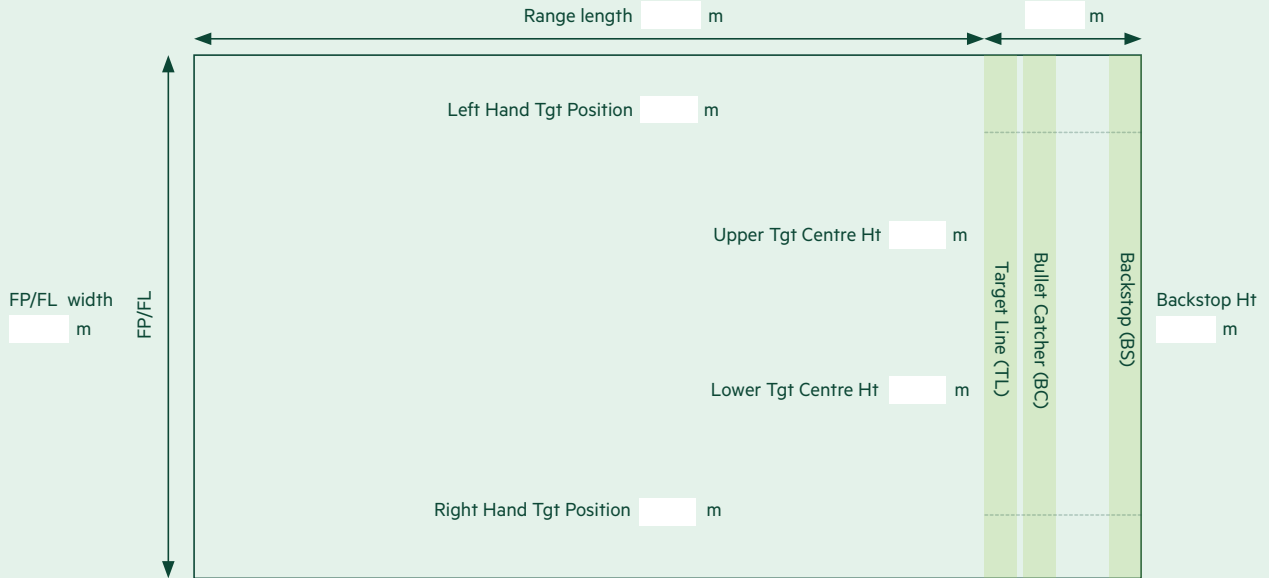 Range length m
m
Left Hand Tgt Position m
Upper Tgt Centre Ht m
FP/FL width
m
FP/FL
Target Line (TL)
Bullet Catcher (BC)
Backstop (BS)
Backstop Ht
m
Lower Tgt Centre Ht m
Right Hand Tgt Position m